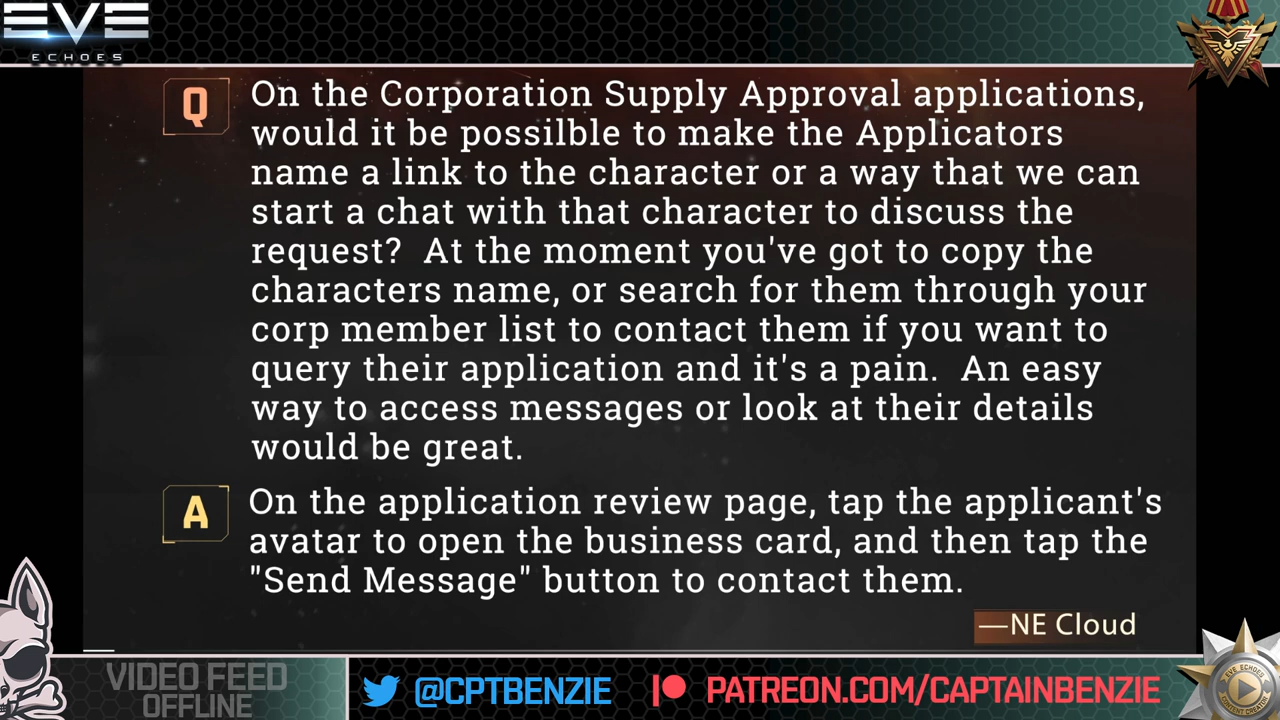 EVE
ECHOES
Q
On the Corporation Supply Approval applications,
would it be possilble to make the Applicators
name a link to the character or a way that we can
start a chat with that character to discuss the
request?  At the moment you've got to copy the
characters name, or search for them through your
corp member list to contact them if you want to
query their application and it's a pain.  An easy
way to access messages or look at their details
would be great.
A
On the application review page, tap the applicant's
avatar to open the business card, and then tap the
"Send Message" button to contact them.
—NE Cloud
VIDEO FEED
OFFLINE
@CPTBENZIE
PATREON.COM/CAPTAINBENZIE
EVE ECHOES
CONTENT CREATOR